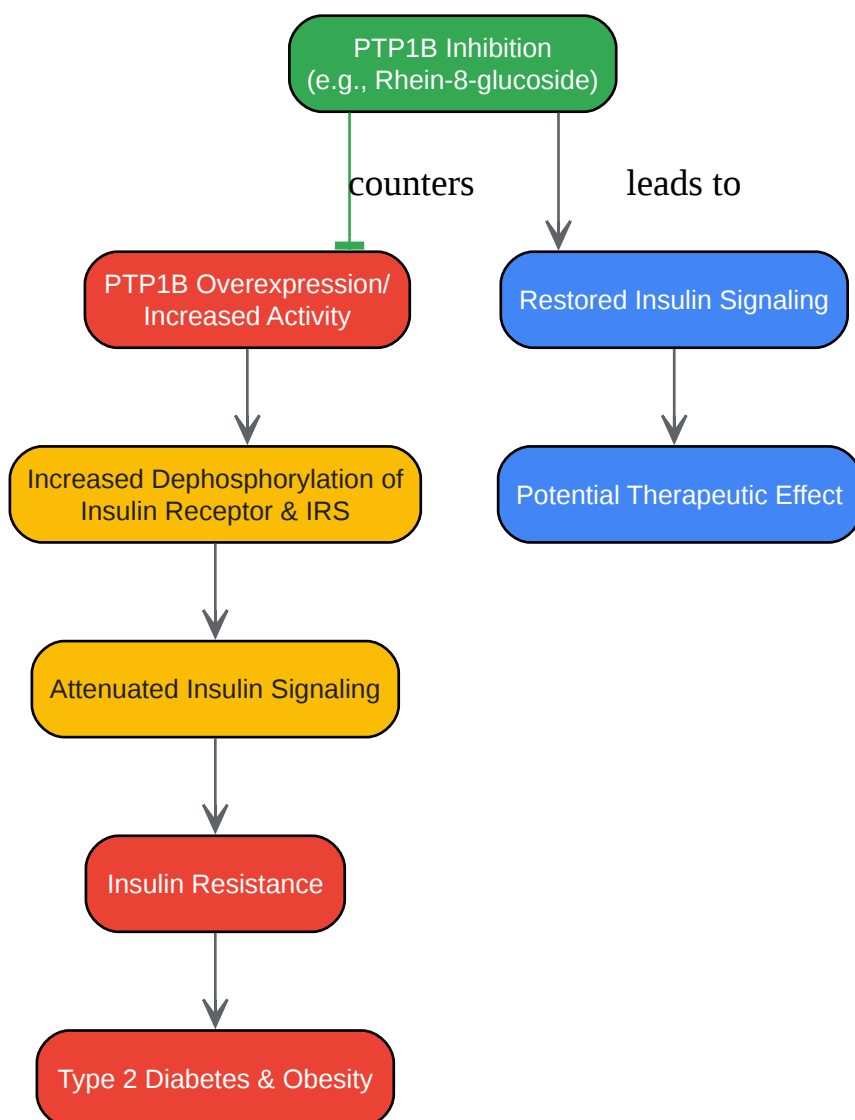 PTP1B Inhibition
(e.g., Rhein-8-glucoside)
counters
leads to
PTP1B Overexpression/
Increased Activity
Restored Insulin Signaling
Increased Dephosphorylation of
Insulin Receptor & IRS
Potential Therapeutic Effect
Attenuated Insulin Signaling
Insulin Resistance
Type 2 Diabetes & Obesity